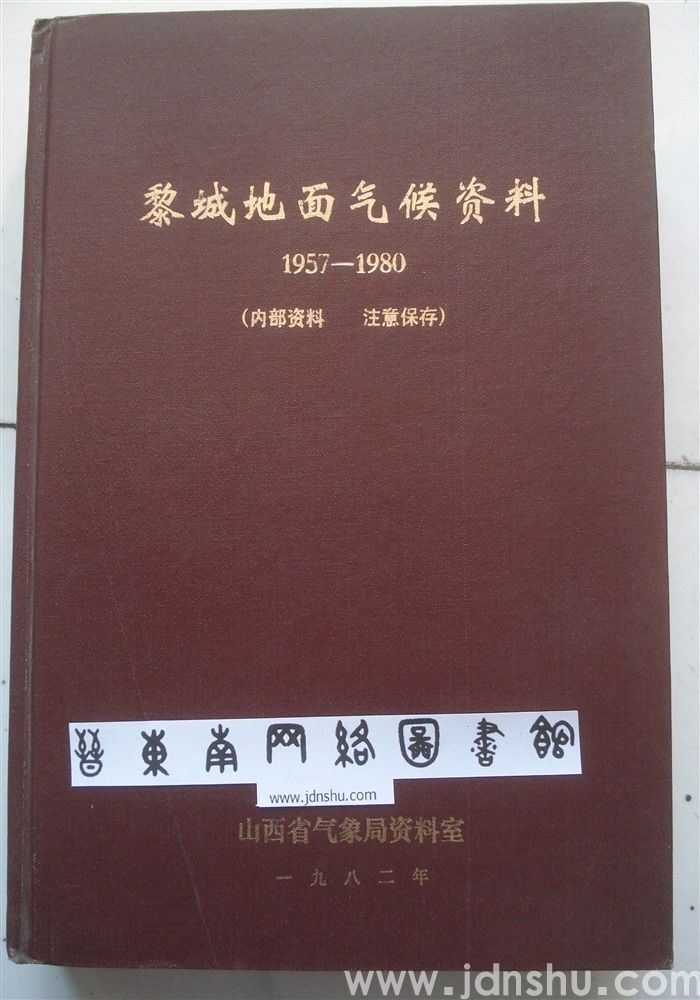 黎城地面气候资料
1957—1980
(内部资料 注意保存)
晉東南网络圖書館
www.jdnshu.com
山西省气象局资料室
一九八二年
www.jdnshu.com